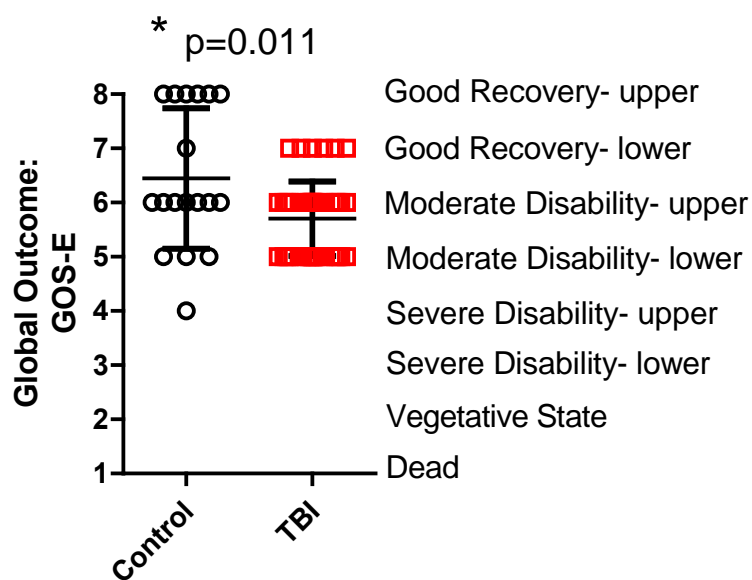 * p=0.011
Global Outcome:
GOS-E
8
7
6
5
4
3
2
1
Good Recovery- upper
Good Recovery- lower
Moderate Disability- upper
Moderate Disability- lower
Severe Disability- upper
Severe Disability- lower
Vegetative State
Dead
Control
TBI